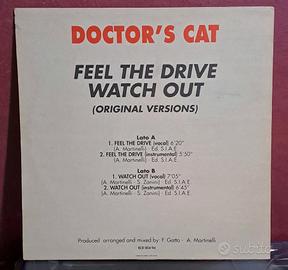 DOCTOR'S CAT
FEEL THE DRIVE
WATCH OUT
(ORIGINAL VERSIONS)
Lato A
1. FEEL THE DRIVE (vocal) 6'20"
(A. Martinelli) - Ed. S.I.A.E.
2. FEEL THE DRIVE (instrumental) 5'50"
(A. Martinelli) - Ed. S.I.A.E.
Lato B
1. WATCH OUT (vocal) 7'05"
(A. Martinelli - S. Zanini) - Ed. S.I.A.E.
2. WATCH OUT (instrumental) 6'45"
(A. Martinelli - S. Zanini) - Ed. S.I.A.E.
Produced arranged and mixed by: F. Gatto - A. Martinelli
subito